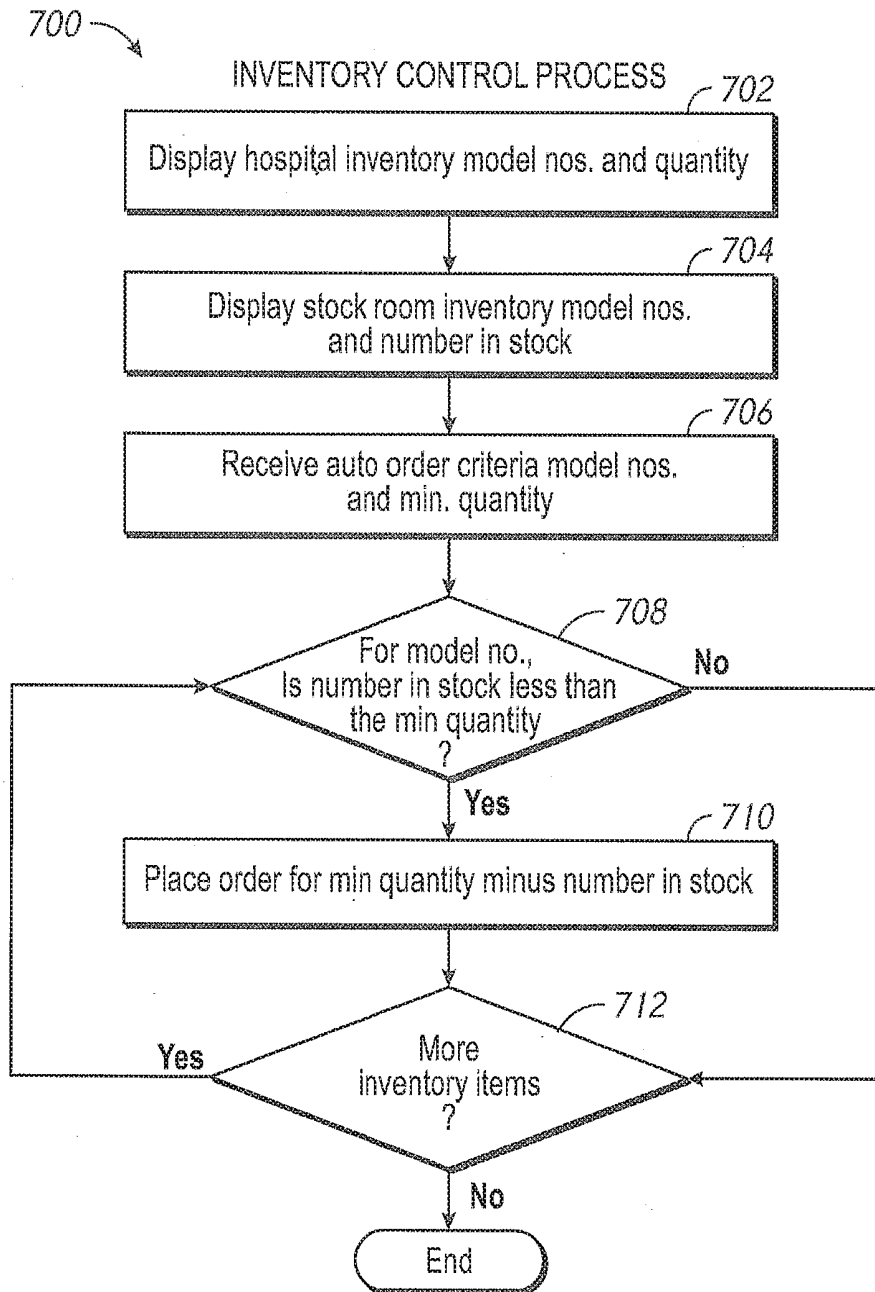 700
INVENTORY CONTROL PROCESS
702
Display hospital inventory model nos. and quantity
704
Display stock room inventory model nos.
and number in stock
706
Receive auto order criteria model nos.
and min. quantity
708
For model no.,
Is number in stock less than
the min quantity
?
No
Yes
710
Place order for min quantity minus number in stock
712
More
inventory items
?
Yes
No
End